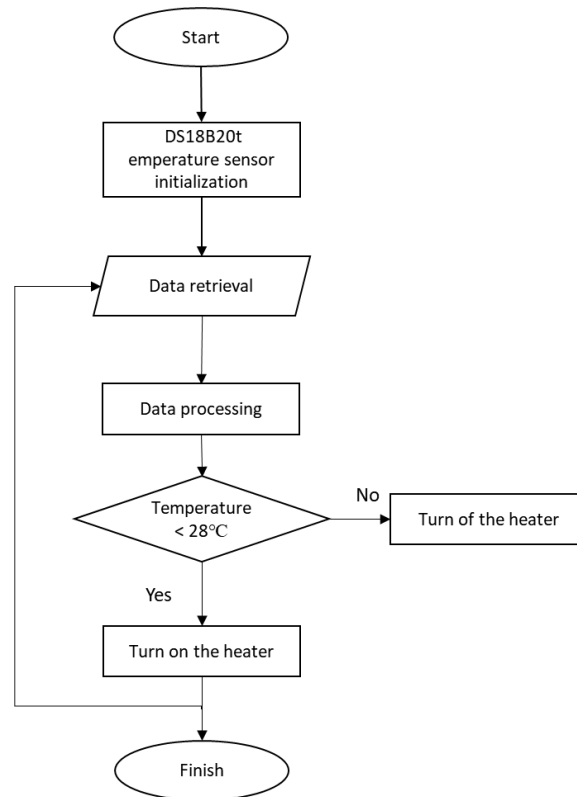 Start
DS18B20t
emperature sensor
initialization
Data retrieval
Data processing
Temperature
< 28℃
No
Turn of the heater
Yes
Turn on the heater
Finish